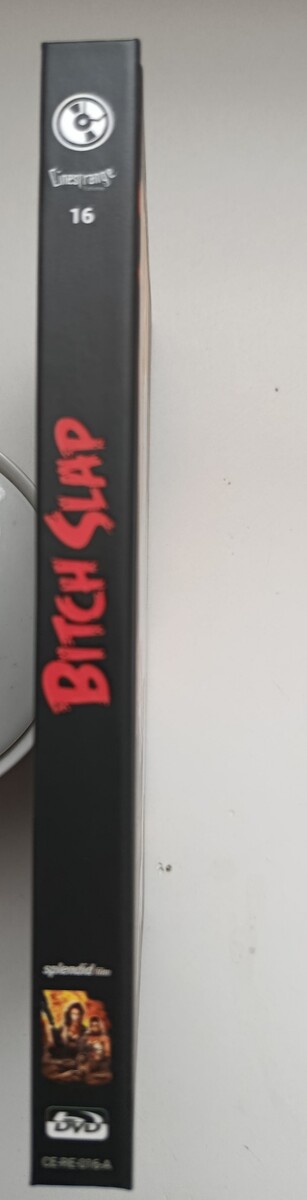 Cinestrange
16
BITCH SLAP
splendid film
DVD
CE-RE-016-A